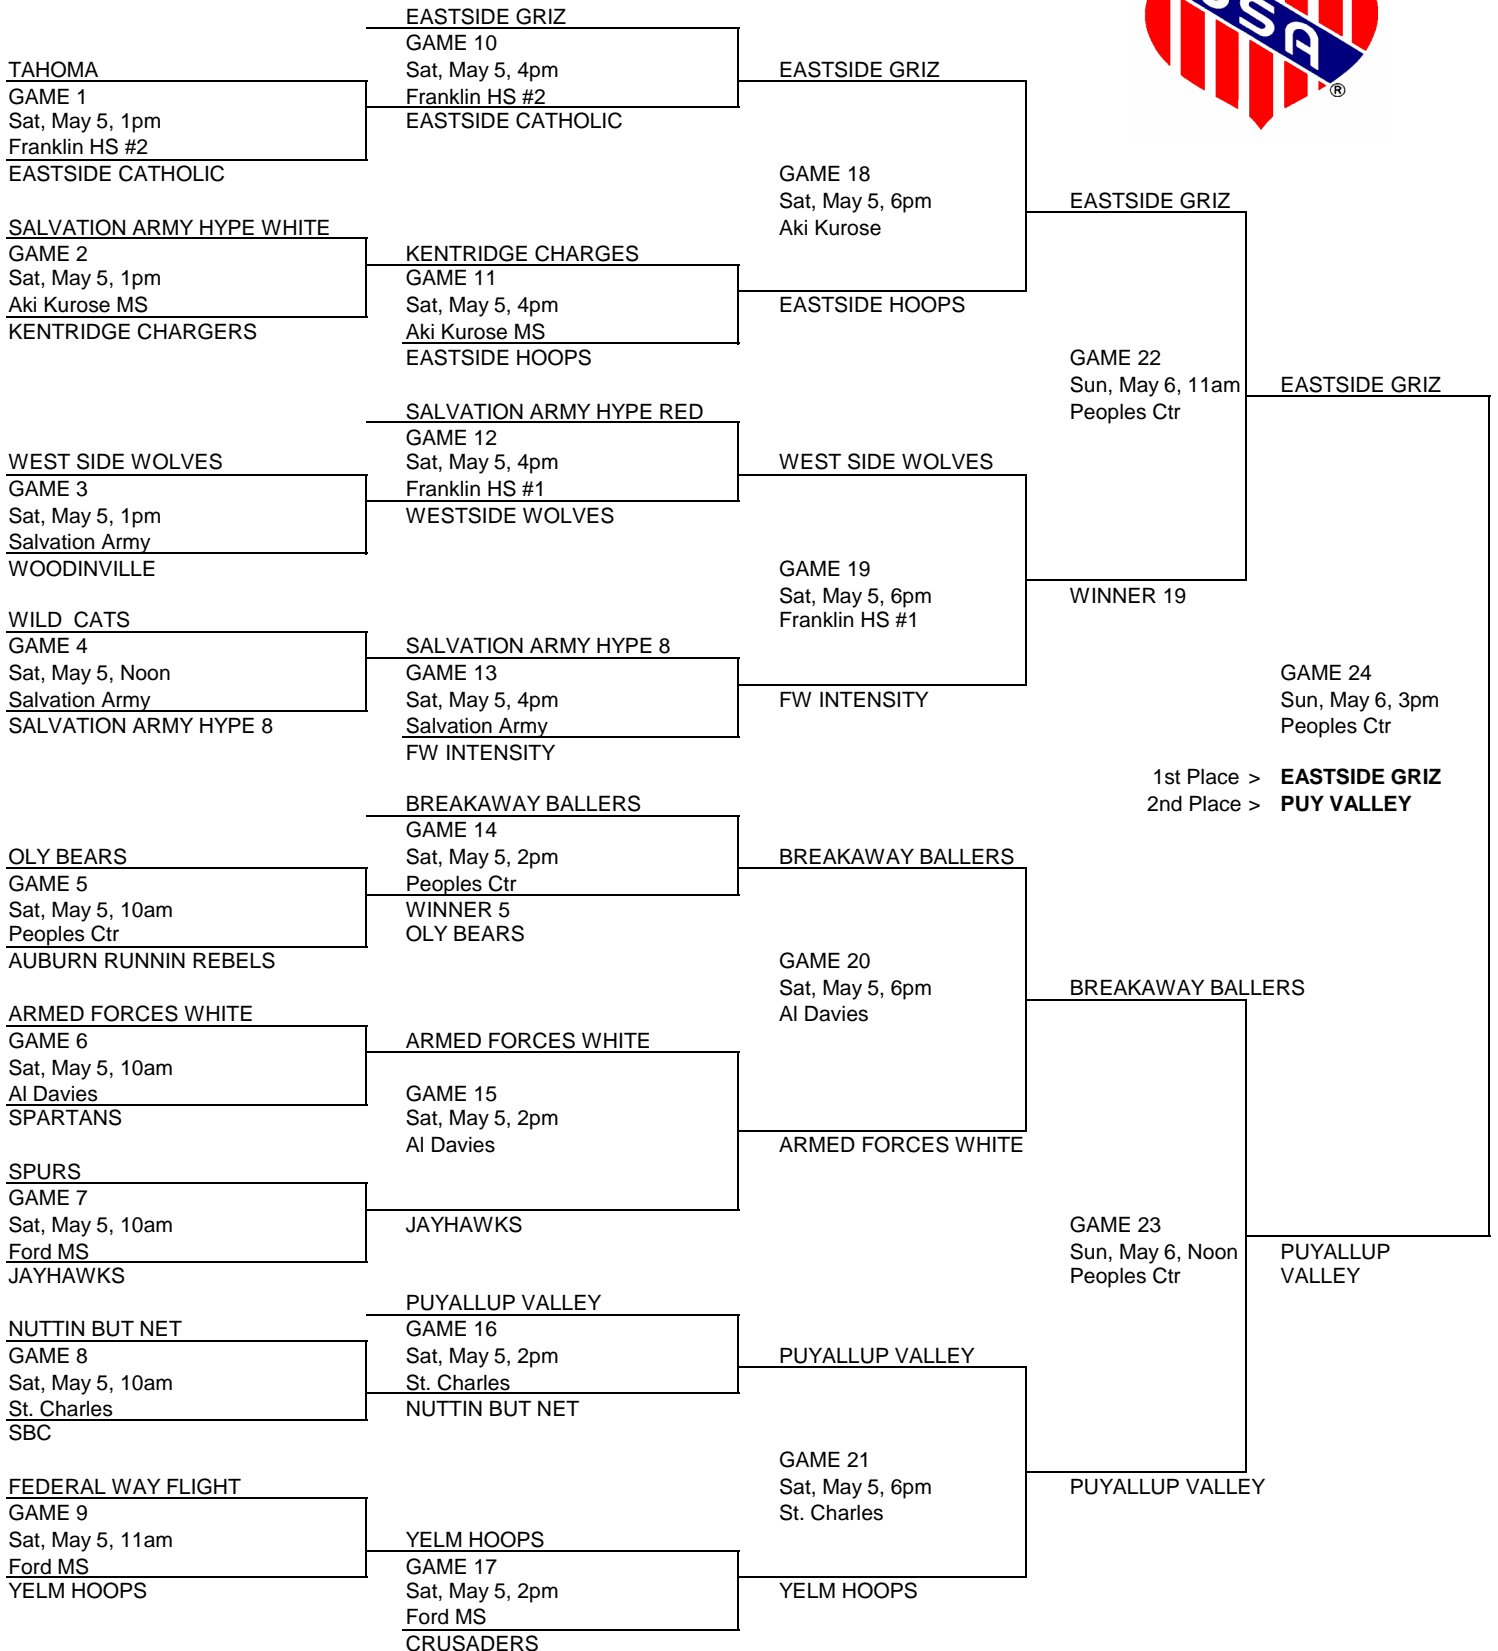 EASTSIDE GRIZ
GAME 10
Sat, May 5, 4pm
Franklin HS #2
EASTSIDE CATHOLIC
TAHOMA
GAME 1
Sat, May 5, 1pm
Franklin HS #2
EASTSIDE CATHOLIC
EASTSIDE GRIZ
GAME 18
Sat, May 5, 6pm
Aki Kurose
EASTSIDE HOOPS
SALVATION ARMY HYPE WHITE
GAME 2
Sat, May 5, 1pm
Aki Kurose MS
KENTRIDGE CHARGERS
KENTRIDGE CHARGES
GAME 11
Sat, May 5, 4pm
Aki Kurose MS
EASTSIDE HOOPS
EASTSIDE GRIZ
GAME 22
Sun, May 6, 11am
Peoples Ctr
WINNER 19
SALVATION ARMY HYPE RED
GAME 12
Sat, May 5, 4pm
Franklin HS #1
WESTSIDE WOLVES
WEST SIDE WOLVES
GAME 3
Sat, May 5, 1pm
Salvation Army
WOODINVILLE
WEST SIDE WOLVES
GAME 19
Sat, May 5, 6pm
Franklin HS #1
FW INTENSITY
WILD CATS
GAME 4
Sat, May 5, Noon
Salvation Army
SALVATION ARMY HYPE 8
SALVATION ARMY HYPE 8
GAME 13
Sat, May 5, 4pm
Salvation Army
FW INTENSITY
EASTSIDE GRIZ
GAME 24
Sun, May 6, 3pm
Peoples Ctr
1st Place > EASTSIDE GRIZ
2nd Place > PUY VALLEY
PUYALLUP
VALLEY
BREAKAWAY BALLERS
GAME 14
Sat, May 5, 2pm
Peoples Ctr
WINNER 5
OLY BEARS
OLY BEARS
GAME 5
Sat, May 5, 10am
Peoples Ctr
AUBURN RUNNIN REBELS
BREAKAWAY BALLERS
GAME 20
Sat, May 5, 6pm
Al Davies
ARMED FORCES WHITE
ARMED FORCES WHITE
GAME 6
Sat, May 5, 10am
Al Davies
SPARTANS
ARMED FORCES WHITE
GAME 15
Sat, May 5, 2pm
Al Davies
JAYHAWKS
SPURS
GAME 7
Sat, May 5, 10am
Ford MS
JAYHAWKS
BREAKAWAY BALLERS
GAME 23
Sun, May 6, Noon
Peoples Ctr
PUYALLUP VALLEY
PUYALLUP VALLEY
GAME 16
Sat, May 5, 2pm
St. Charles
NUTTIN BUT NET
NUTTIN BUT NET
GAME 8
Sat, May 5, 10am
St. Charles
SBC
PUYALLUP VALLEY
GAME 21
Sat, May 5, 6pm
St. Charles
YELM HOOPS
FEDERAL WAY FLIGHT
GAME 9
Sat, May 5, 11am
Ford MS
YELM HOOPS
YELM HOOPS
GAME 17
Sat, May 5, 2pm
Ford MS
CRUSADERS
USA
®